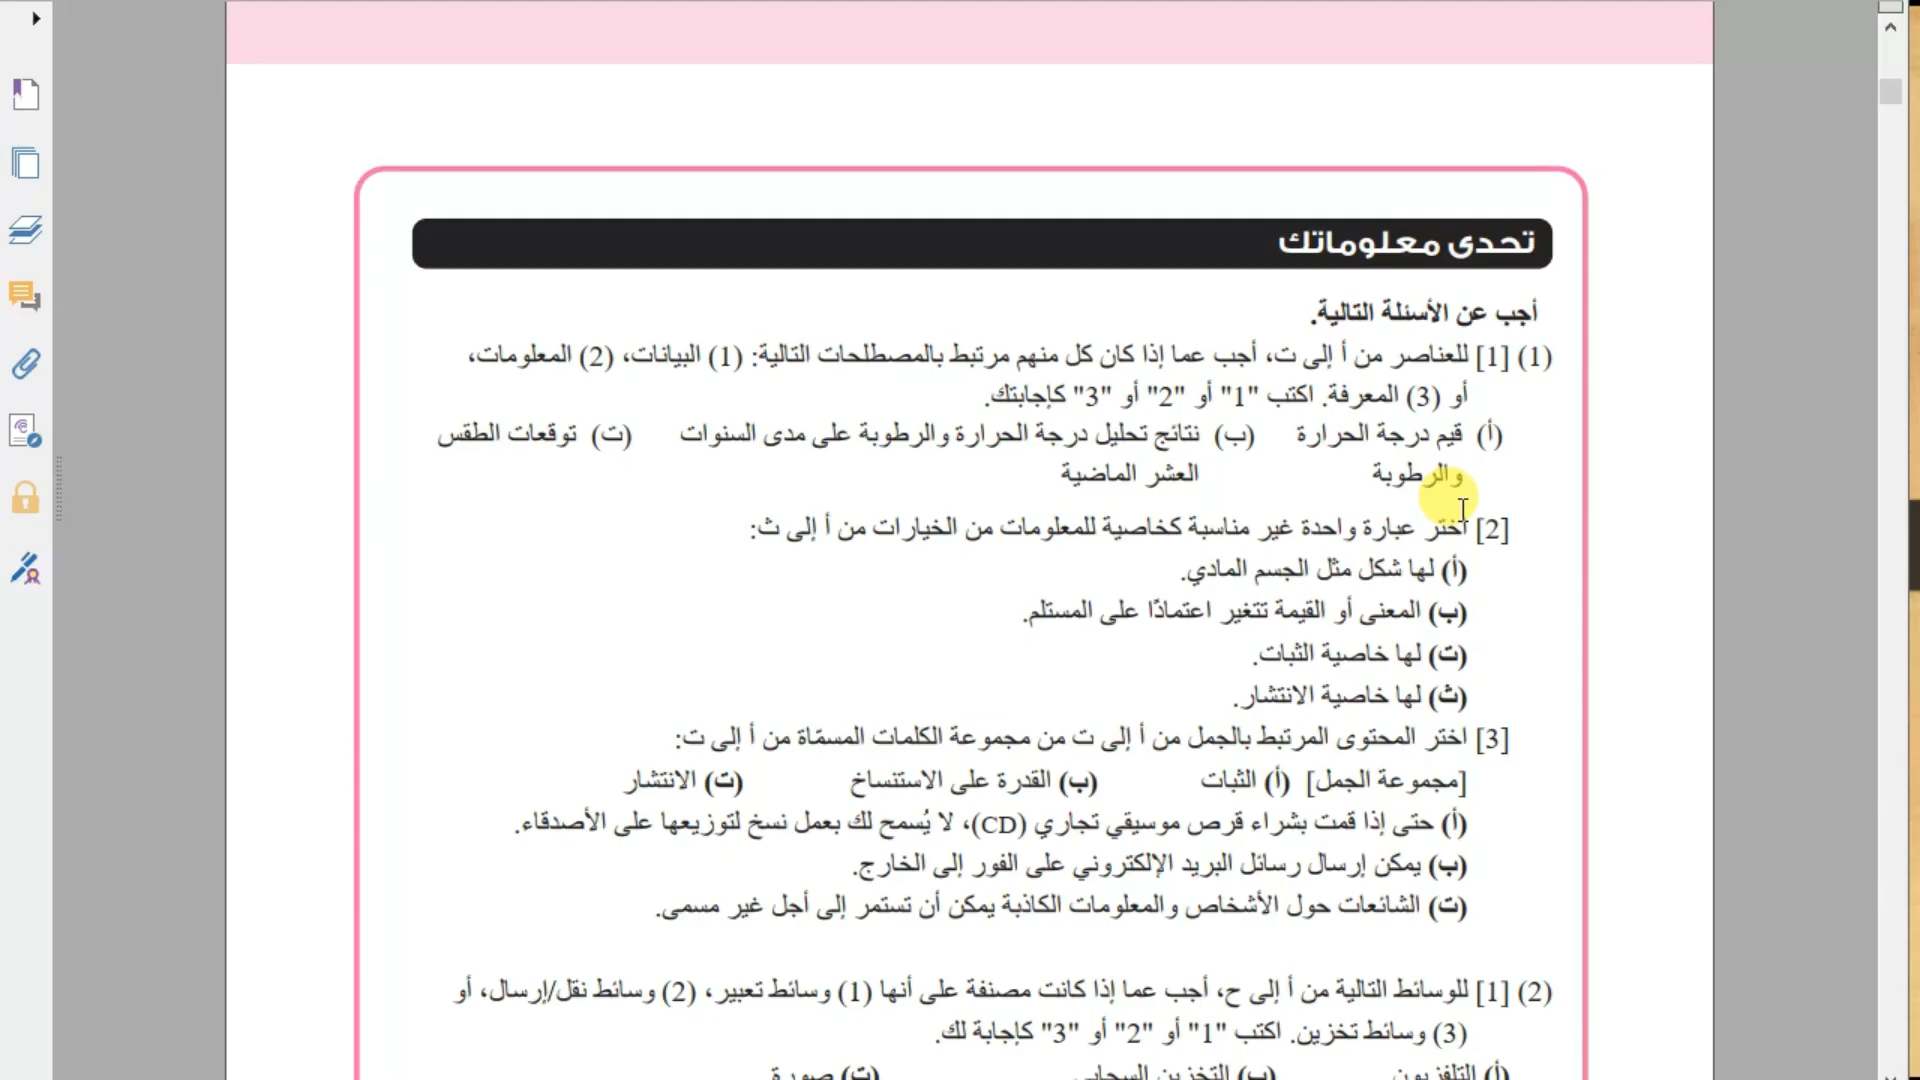 تحدى معلوماتك
أجب عن الأسئلة التالية.
(1) [1] للعناصر من أ إلى ت، أجب عما إذا كان كل منهم مرتبط بالمصطلحات التالية: (1) البيانات، (2) المعلومات،
أو (3) المعرفة. اكتب "1" أو "2" أو "3" كإجابتك.
(أ) قيم درجة الحرارة (ب) نتائج تحليل درجة الحرارة والرطوبة على مدى السنوات (ت) توقعات الطقس
والرطوبة العشر الماضية
[2] اختر عبارة واحدة غير مناسبة كخاصية للمعلومات من الخيارات من أ إلى ث:
(أ) لها شكل مثل الجسم المادي.
(ب) المعنى أو القيمة تتغير اعتمادًا على المستلم.
(ت) لها خاصية الثبات.
(ث) لها خاصية الانتشار.
[3] اختر المحتوى المرتبط بالجمل من أ إلى ت من مجموعة الكلمات المسمّاة من أ إلى ت:
[مجموعة الجمل] (أ) الثبات (ب) القدرة على الاستنساخ (ت) الانتشار
(أ) حتى إذا قمت بشراء قرص موسيقي تجاري (CD)، لا يُسمح لك بعمل نسخ لتوزيعها على الأصدقاء.
(ب) يمكن إرسال رسائل البريد الإلكتروني على الفور إلى الخارج.
(ت) الشائعات حول الأشخاص والمعلومات الكاذبة يمكن أن تستمر إلى أجل غير مسمى.
(2) [1] للوسائط التالية من أ إلى ح، أجب عما إذا كانت مصنفة على أنها (1) وسائط تعبير، (2) وسائط نقل/إرسال، أو
(3) وسائط تخزين. اكتب "1" أو "2" أو "3" كإجابة لك.
(أ) التلفزيون (ب) التخزين السحابي (ت) صورة